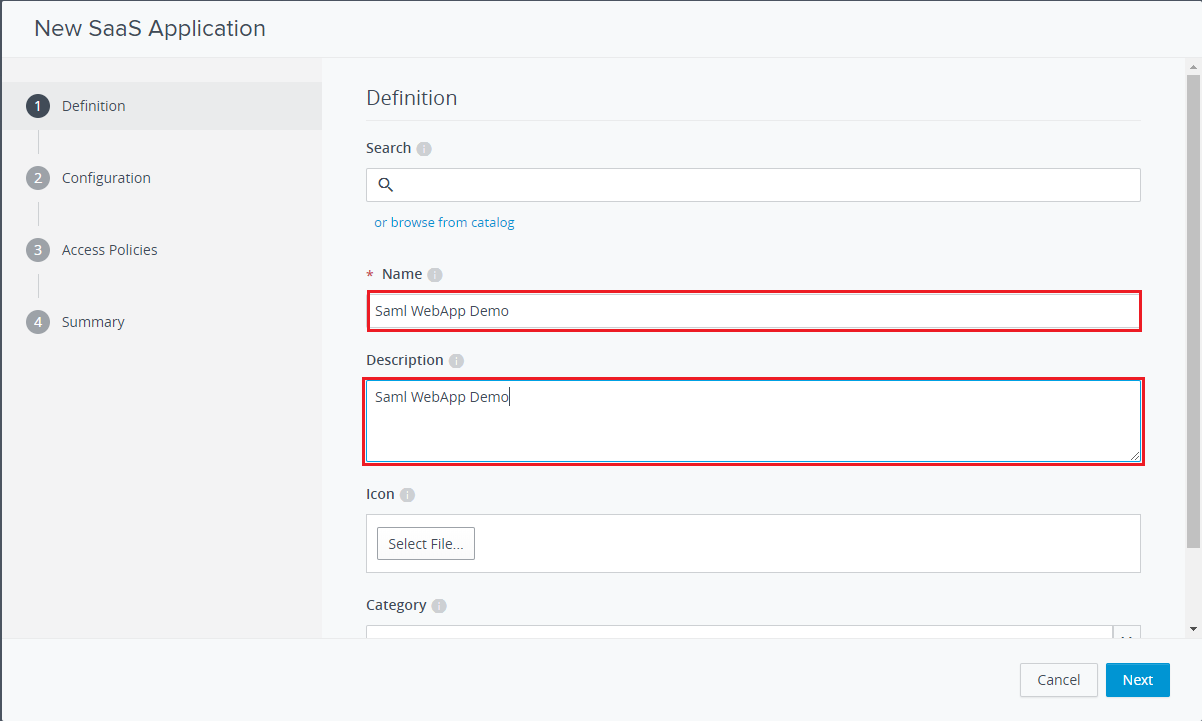 New SaaS Application
1 Definition
2 Configuration
3 Access Policies
4 Summary
Definition
Search i
or browse from catalog
* Name i
Saml WebApp Demo
Description i
Saml WebApp Demo
Icon i
Select File...
Category i
Cancel
Next